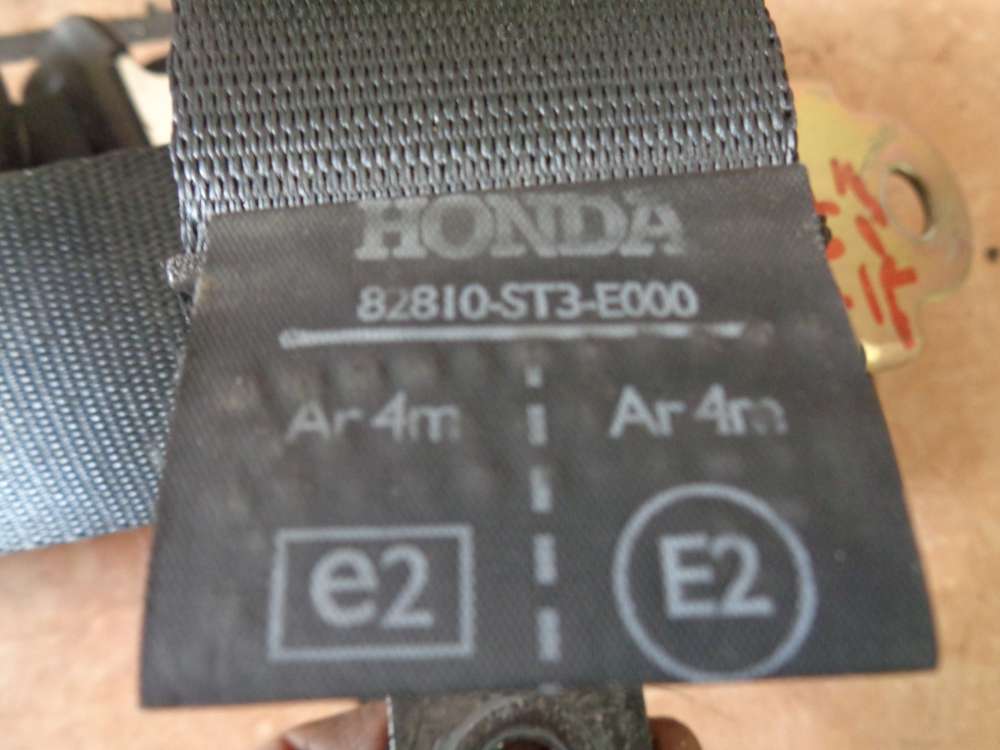 HONDA
82810-ST3-E000
Ar 4m Ar 4m
e2 E2